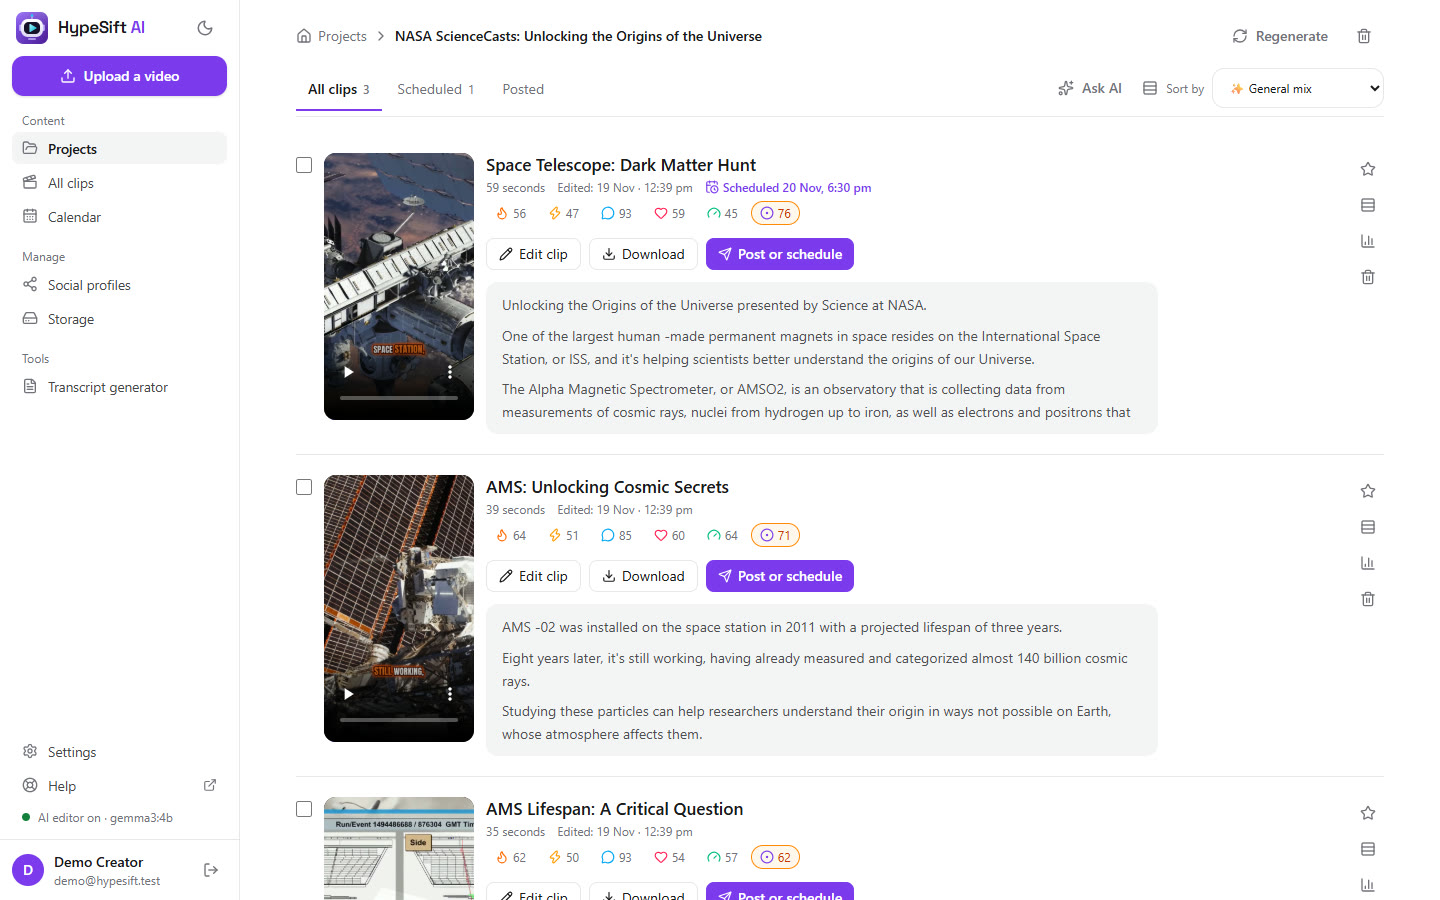 HypeSift AI
Upload a video
Content
Projects
All clips
Calendar
Manage
Social profiles
Storage
Tools
Transcript generator
Settings
Help
AI editor on · gemma3:4b
D
Demo Creator
demo@hypesift.test
Projects > NASA ScienceCasts: Unlocking the Origins of the Universe
Regenerate
All clips 3
Scheduled 1
Posted
Ask AI
Sort by
✨ General mix
Space Telescope: Dark Matter Hunt
59 seconds Edited: 19 Nov · 12:39 pm Scheduled 20 Nov, 6:30 pm
56 47 93 59 45 76
Edit clip
Download
Post or schedule
SPACE STATION,
Unlocking the Origins of the Universe presented by Science at NASA.
One of the largest human -made permanent magnets in space resides on the International Space
Station, or ISS, and it's helping scientists better understand the origins of our Universe.
The Alpha Magnetic Spectrometer, or AMSO2, is an observatory that is collecting data from
measurements of cosmic rays, nuclei from hydrogen up to iron, as well as electrons and positrons that
AMS: Unlocking Cosmic Secrets
39 seconds Edited: 19 Nov · 12:39 pm
64 51 85 60 64 71
Edit clip
Download
Post or schedule
STILL WORKING,
AMS -02 was installed on the space station in 2011 with a projected lifespan of three years.
Eight years later, it's still working, having already measured and categorized almost 140 billion cosmic
rays.
Studying these particles can help researchers understand their origin in ways not possible on Earth,
whose atmosphere affects them.
AMS Lifespan: A Critical Question
35 seconds Edited: 19 Nov · 12:39 pm
62 50 93 54 57 62
Run/Event 1494486688 / 876304 GMT Tim
Side
Edit clip
Download
Post or schedule